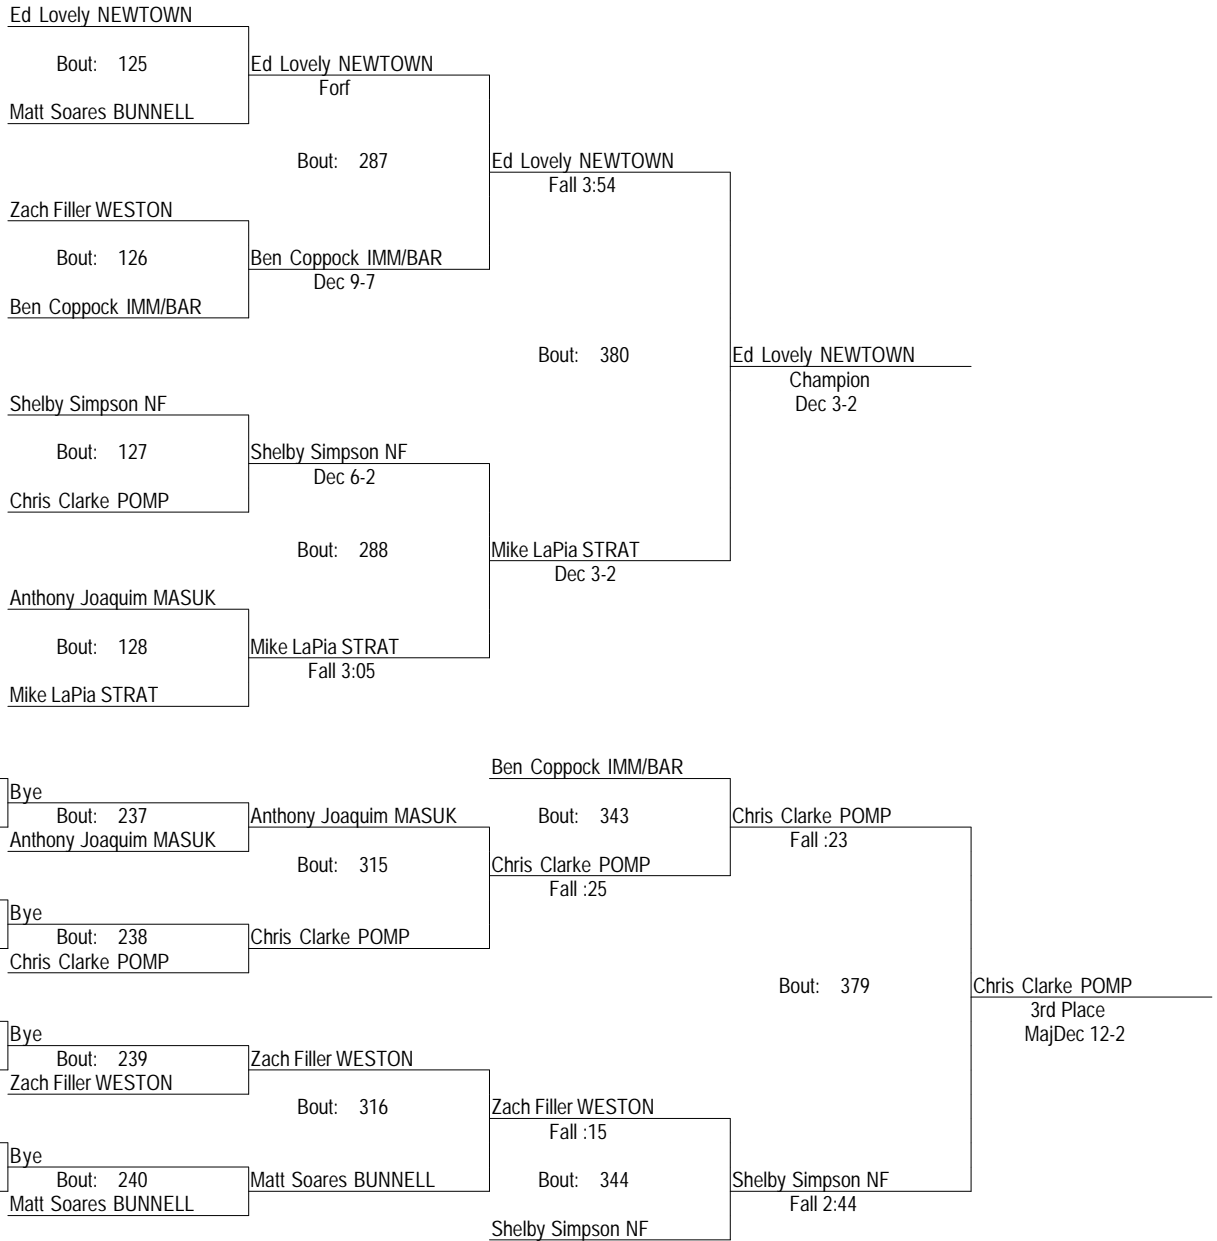 Ed Lovely NEWTOWN
Bout: 125
Ed Lovely NEWTOWN
Forf
Matt Soares BUNNELL
Bout: 287
Ed Lovely NEWTOWN
Fall 3:54
Zach Filler WESTON
Bout: 126
Ben Coppock IMM/BAR
Dec 9-7
Ben Coppock IMM/BAR
Bout: 380
Ed Lovely NEWTOWN
Champion
Dec 3-2
Shelby Simpson NF
Bout: 127
Shelby Simpson NF
Dec 6-2
Chris Clarke POMP
Bout: 288
Mike LaPia STRAT
Dec 3-2
Anthony Joaquim MASUK
Bout: 128
Mike LaPia STRAT
Fall 3:05
Mike LaPia STRAT
Ben Coppock IMM/BAR
Bye
Bout: 237
Anthony Joaquim MASUK
Bout: 343
Chris Clarke POMP
Fall :23
Anthony Joaquim MASUK
Bout: 315
Chris Clarke POMP
Fall :25
Bye
Bout: 238
Chris Clarke POMP
Chris Clarke POMP
Bout: 379
Chris Clarke POMP
3rd Place
MajDec 12-2
Bye
Bout: 239
Zach Filler WESTON
Zach Filler WESTON
Bout: 316
Zach Filler WESTON
Fall :15
Bye
Bout: 240
Matt Soares BUNNELL
Bout: 344
Shelby Simpson NF
Fall 2:44
Matt Soares BUNNELL
Shelby Simpson NF